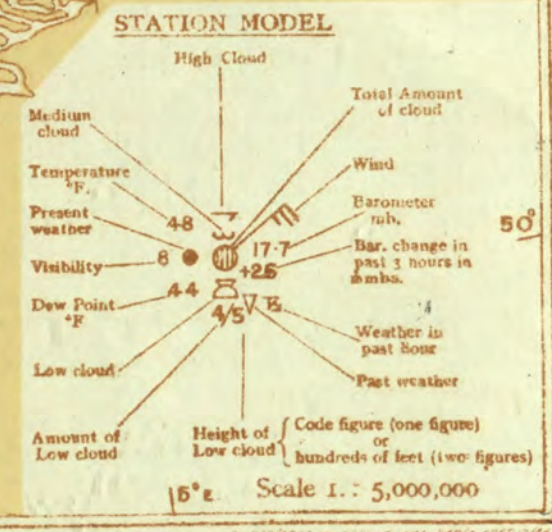 STATION MODEL
High Cloud
Total Amount
of cloud
Medium
cloud
Wind
Temperature
°F.
48
Barometer
mb.
Present
weather
50°
17.7
Bar. change in
past 3 hours in
Visibility
8
+26
Dew Point
°F
44
4/5
Weather in
past hour
Low cloud
Past weather
Amount of
Low cloud
Height of
Low cloud
Code figure (one figure)
or
hundreds of feet (two figures)
15°E
Scale 1.: 5,000,000